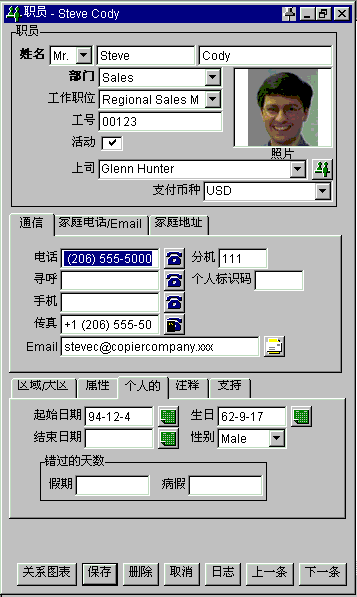 职员 - Steve Cody
职员
姓名 Mr. Steve Cody
部门 Sales
工作职位 Regional Sales M
工号 00123
活动
照片
上司 Glenn Hunter
支付币种 USD
通信 家庭电话/Email 家庭地址
电话 (206) 555-5000 分机 111
寻呼 个人标识码
手机
传真 +1 (206) 555-50
Email stevec@copiercompany.xxx
区域/大区 属性 个人的 注释 支持
起始日期 94-12-4 生日 62-9-17
结束日期 性别 Male
错过的天数
假期 病假
关系图表 保存 删除 取消 日志 上一条 下一条